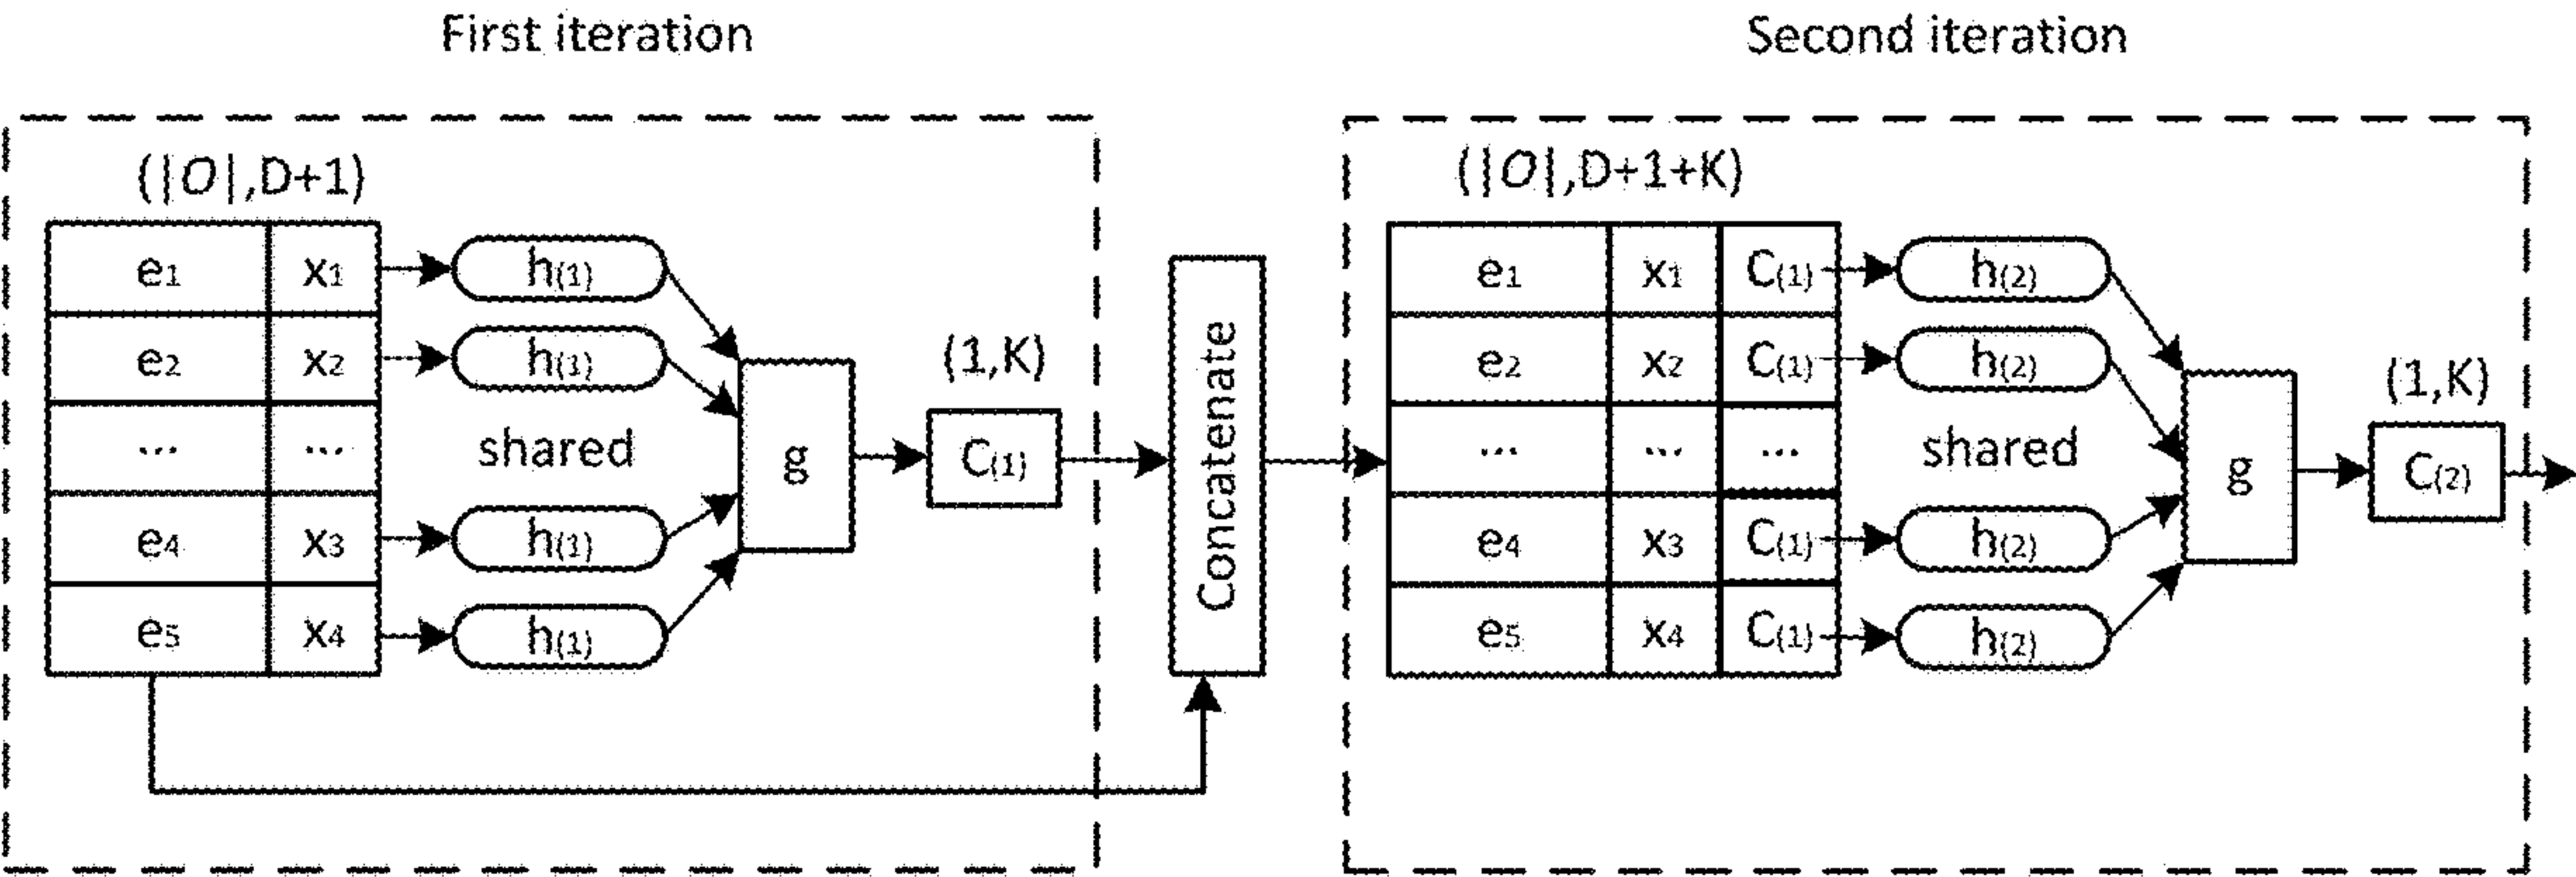 First iteration
(|O|,D+1)
e1 x1 h(1)
e2 x2 h(1)
... ... shared
e4 x3 h(1)
e5 x4 h(1)
g
(1,K)
C(1)
Concatenate
Second iteration
(|O|,D+1+K)
e1 x1 C(1) h(2)
e2 x2 C(1) h(2)
... ... ... shared
e4 x3 C(1) h(2)
e5 x4 C(1) h(2)
g
(1,K)
C(2)